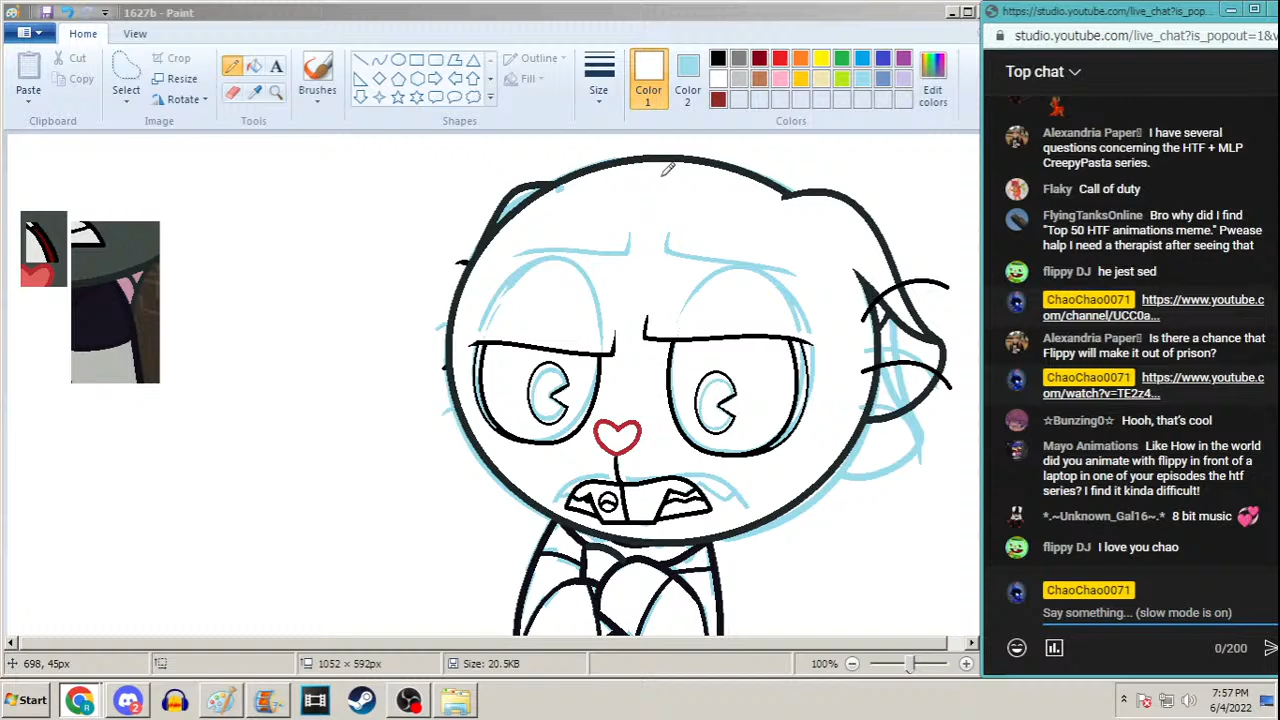 1627b - Paint
https://studio.youtube.com/live_chat?is_pop...
Home
View
https://studio.youtube.com/live_chat?is_popout=1&v
Paste
Cut
Copy
Select
Crop
Resize
Rotate
A
Brushes
Size
Outline
Fill
Color
1
Color
2
Edit
colors
Clipboard
Image
Tools
Shapes
Colors
Top chat
Alexandria Paper I have several
questions concerning the HTF + MLP
CreepyPasta series.
Flaky Call of duty
FlyingTanksOnline Bro why did I find
"Top 50 HTF animations meme." Pwease
halp I need a therapist after seeing that
flippy DJ he jest sed
ChaoChao0071 https://www.youtube.c
om/channel/UCC0a...
Alexandria Paper Is there a chance that
Flippy will make it out of prison?
ChaoChao0071 https://www.youtube.c
om/watch?v=TE2z4...
☆Bunzing0☆ Hooh, that's cool
Mayo Animations Like How in the world
did you animate with flippy in front of a
laptop in one of your episodes the htf
series? I find it kinda difficult!
*.~Unknown_Gal16~.* 8 bit music 💞
flippy DJ I love you chao
ChaoChao0071
Say something... (slow mode is on)
0/200
698, 45px
1052 × 592px
Size: 20.5KB
100%
Start
2
7:57 PM
6/4/2022